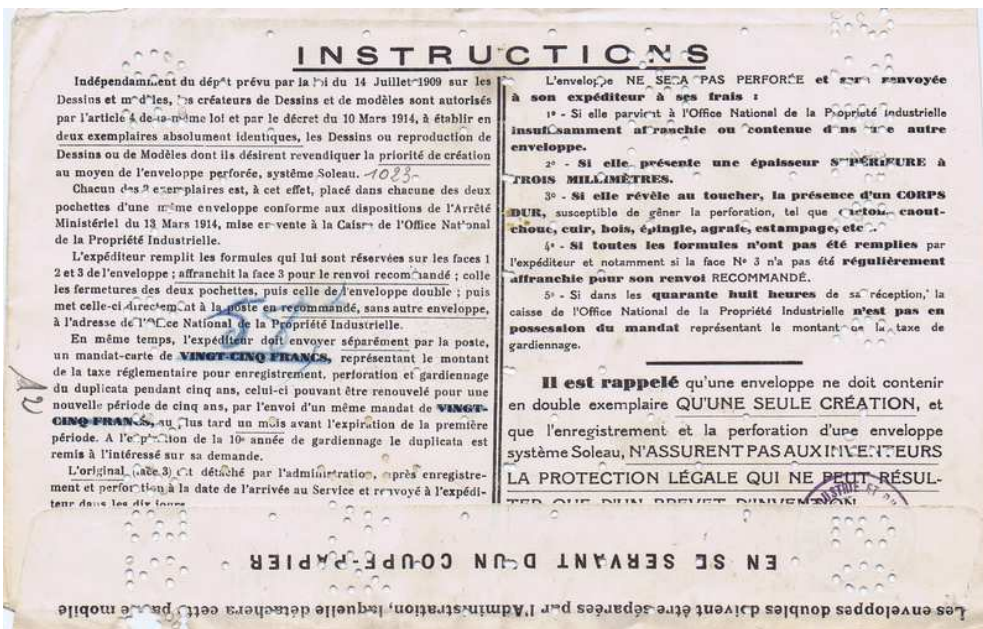 INSTRUCTIONS
Indépendamment du dépôt prévu par la loi du 14 Juillet 1909 sur les
Dessins et modèles, les créateurs de Dessins et de modèles sont autorisés
par l'article 4 de la même loi et par le décret du 10 Mars 1914, à établir en
deux exemplaires absolument identiques, les Dessins ou reproduction de
Dessins ou de Modèles dont ils désirent revendiquer la priorité de création
au moyen de l'enveloppe perforée, système Soleau. 1023
Chacun des 2 exemplaires est, à cet effet, placé dans chacune des deux
pochettes d'une même enveloppe conforme aux dispositions de l'Arrêté
Ministériel du 13 Mars 1914, mise en vente à la Caisse de l'Office National
de la Propriété Industrielle.
L'expéditeur remplit les formules qui lui sont réservées sur les faces 1
2 et 3 de l'enveloppe ; affranchit la face 3 pour le renvoi recommandé ; colle
les fermetures des deux pochettes, puis celle de l'enveloppe double ; puis
met celle-ci directement à la poste en recommandé, sans autre enveloppe,
à l'adresse de l'Office National de la Propriété Industrielle.
En même temps, l'expéditeur doit envoyer séparément par la poste,
un mandat-carte de VINGT-CINQ FRANCS, représentant le montant
de la taxe réglementaire pour enregistrement, perforation et gardiennage
du duplicata pendant cinq ans, celui-ci pouvant être renouvelé pour une
nouvelle période de cinq ans, par l'envoi d'un même mandat de VINGT-
CINQ FRANCS, au plus tard un mois avant l'expiration de la première
période. A l'expiration de la 10e année de gardiennage le duplicata est
remis à l'intéressé sur sa demande.
L'original (face 3) est détaché par l'administration, après enregistre-
ment et perforation à la date de l'arrivée au Service et renvoyé à l'expédi-
teur dans les dix jours
L'enveloppe NE SERA PAS PERFORÉE et sera renvoyée
à son expéditeur à ses frais :
1º - Si elle parvient à l'Office National de la Propriété Industrielle
insuffisamment affranchie ou contenue dans une autre
enveloppe.
2º - Si elle présente une épaisseur SUPÉRIEURE à
TROIS MILLIMÈTRES.
3º - Si elle révèle au toucher, la présence d'un CORPS
DUR, susceptible de gêner la perforation, tel que carton, caout-
chouc, cuir, bois, épingle, agrafe, estampage, etc.
4º - Si toutes les formules n'ont pas été remplies par
l'expéditeur et notamment si la face Nº 3 n'a pas été régulièrement
affranchie pour son renvoi RECOMMANDÉ.
5º - Si dans les quarante huit heures de sa réception, la
caisse de l'Office National de la Propriété Industrielle n'est pas en
possession du mandat représentant le montant de la taxe de
gardiennage.
Il est rappelé qu'une enveloppe ne doit contenir
en double exemplaire QU'UNE SEULE CRÉATION, et
que l'enregistrement et la perforation d'une enveloppe
système Soleau, N'ASSURENT PAS AUX INVENTEURS
LA PROTECTION LÉGALE QUI NE PEUT RÉSUL-
TER QUE D'UN BREVET D'INVENTION
EN SE SERVANT D'UN COUPE-PAPIER
Les enveloppes doubles doivent être séparées par l'Administration, laquelle détachera cette partie mobile